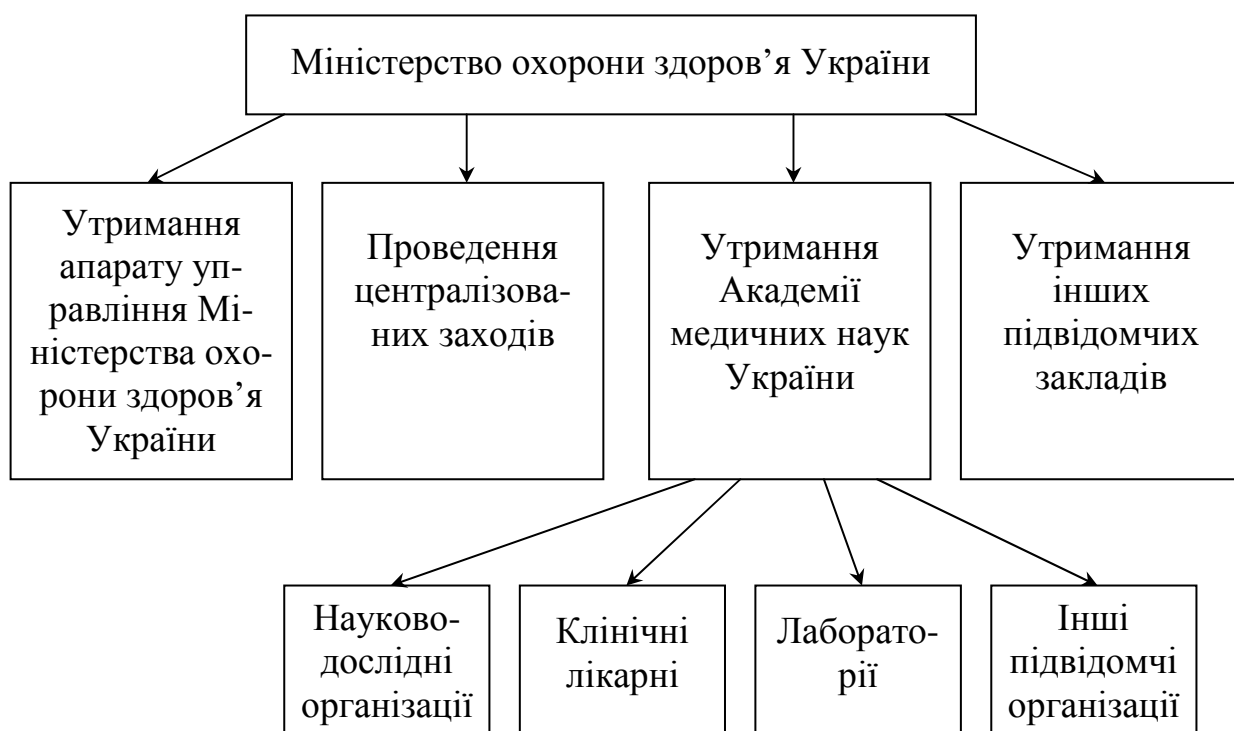 Міністерство охорони здоров’я України
Утримання
апарату уп-
равління Мі-
ністерства охо-
рони здоров’я
України
Проведення
централізова-
них заходів
Утримання
Академії
медичних наук
України
Утримання
інших
підвідомчих
закладів
Науково-
дослідні
організації
Клінічні
лікарні
Лаборато-
рії
Інші
підвідомчі
організації